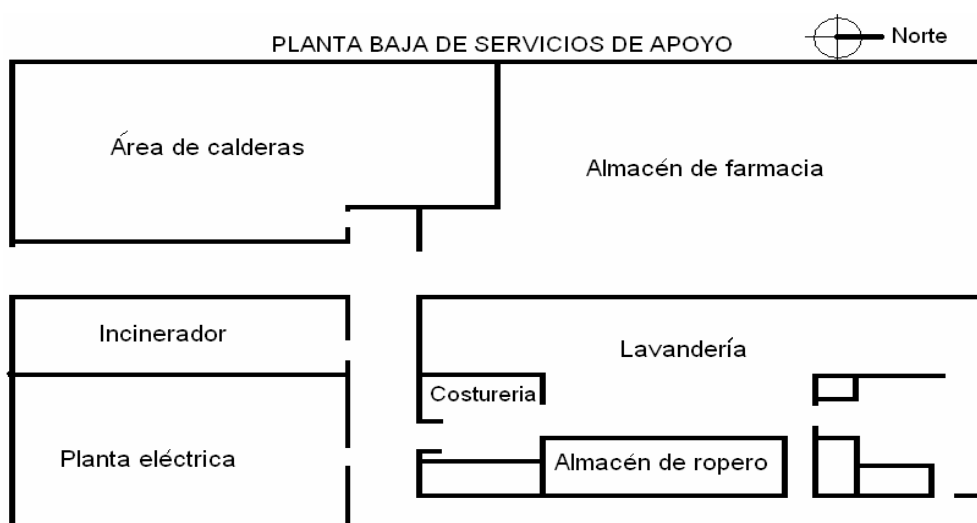 Norte
PLANTA BAJA DE SERVICIOS DE APOYO
Área de calderas
Almacén de farmacia
Incinerador
Lavandería
Costureria
Planta eléctrica
Almacén de ropero